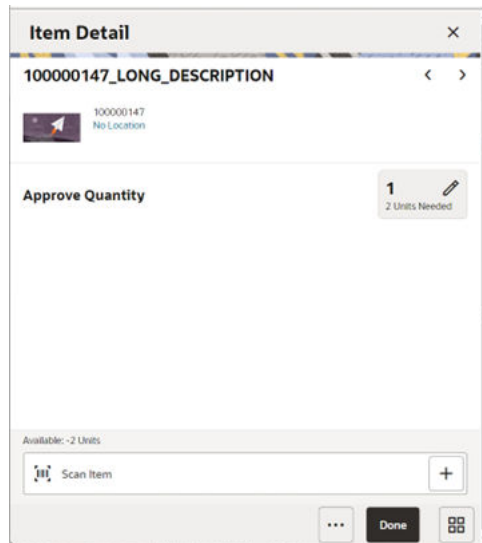 Item Detail
100000147_LONG_DESCRIPTION
100000147
No Location
Approve Quantity
1
2 Units Needed
Available: -2 Units
Scan Item
Done